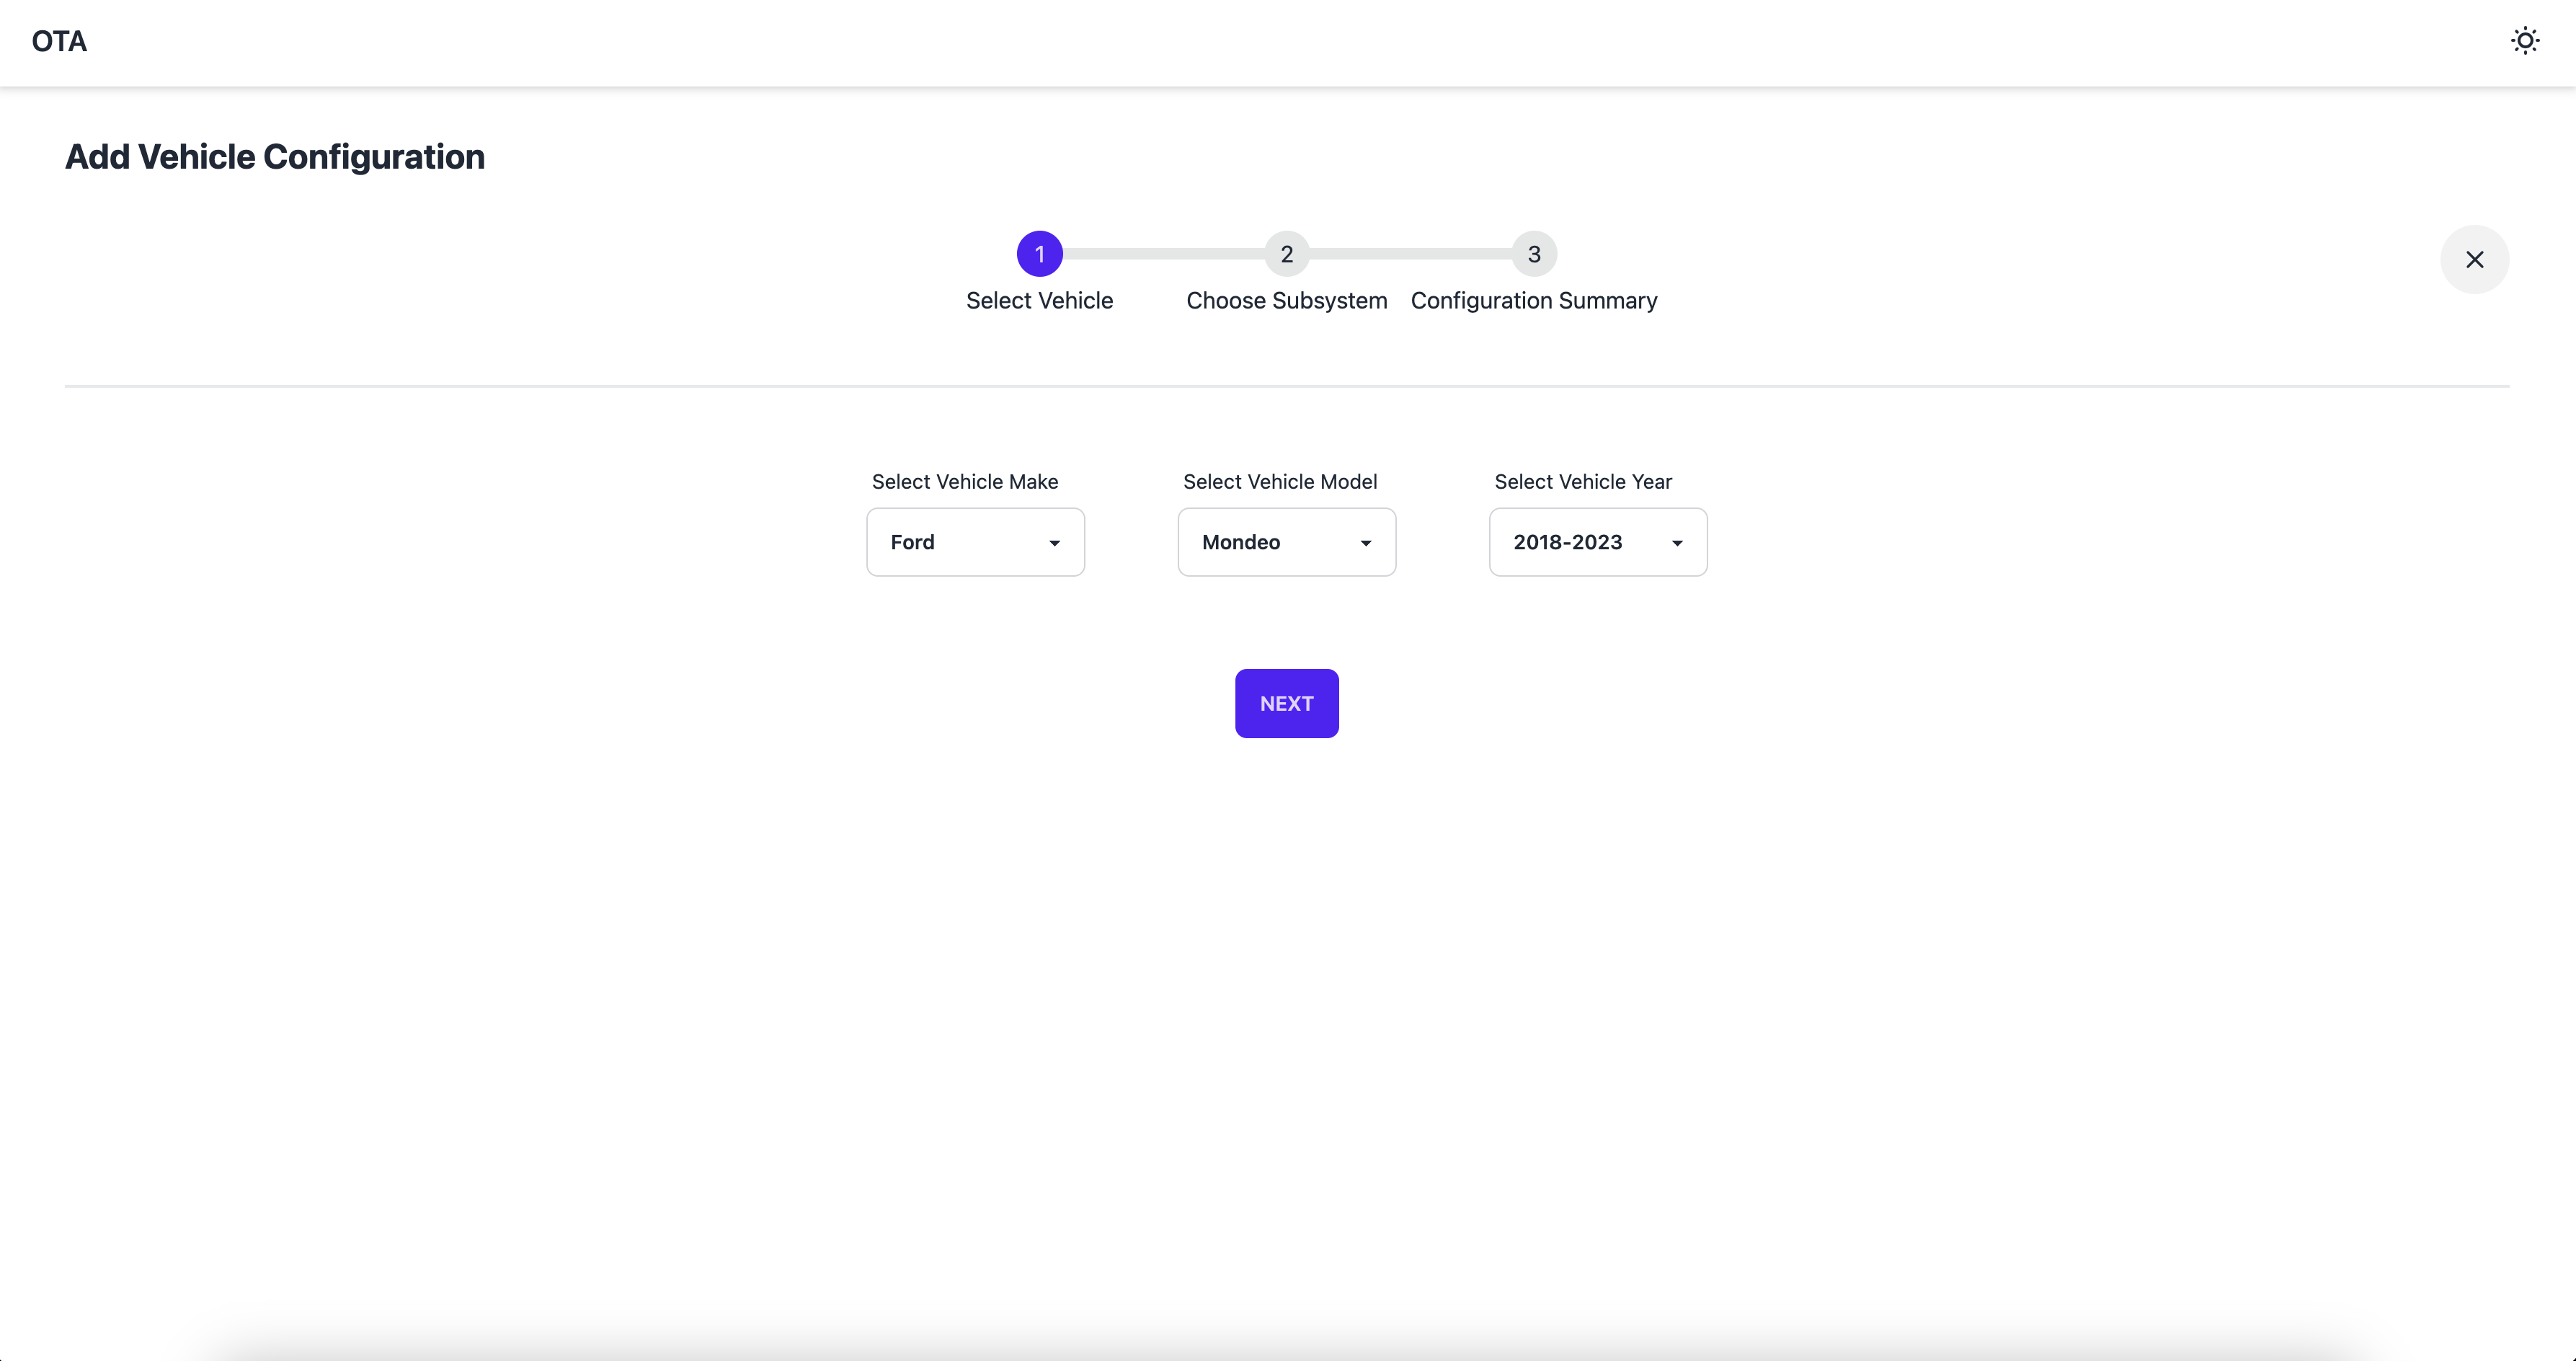 OTA
Add Vehicle Configuration
1 2 3
Select Vehicle Choose Subsystem Configuration Summary
Select Vehicle Make Select Vehicle Model Select Vehicle Year
Ford Mondeo 2018-2023
NEXT